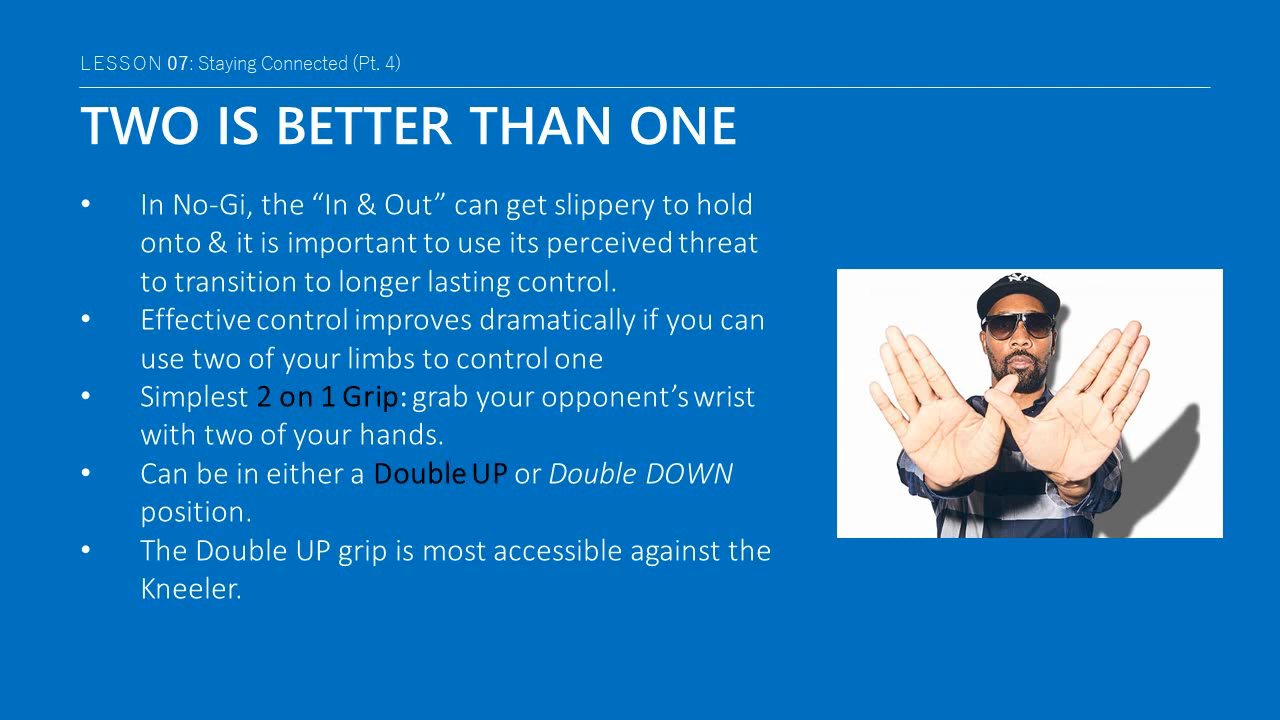 LESSON 07: Staying Connected (Pt. 4)
TWO IS BETTER THAN ONE
• In No-Gi, the “In & Out” can get slippery to hold
onto & it is important to use its perceived threat
to transition to longer lasting control.
• Effective control improves dramatically if you can
use two of your limbs to control one
• Simplest 2 on 1 Grip: grab your opponent’s wrist
with two of your hands.
• Can be in either a Double UP or Double DOWN
position.
• The Double UP grip is most accessible against the
Kneeler.